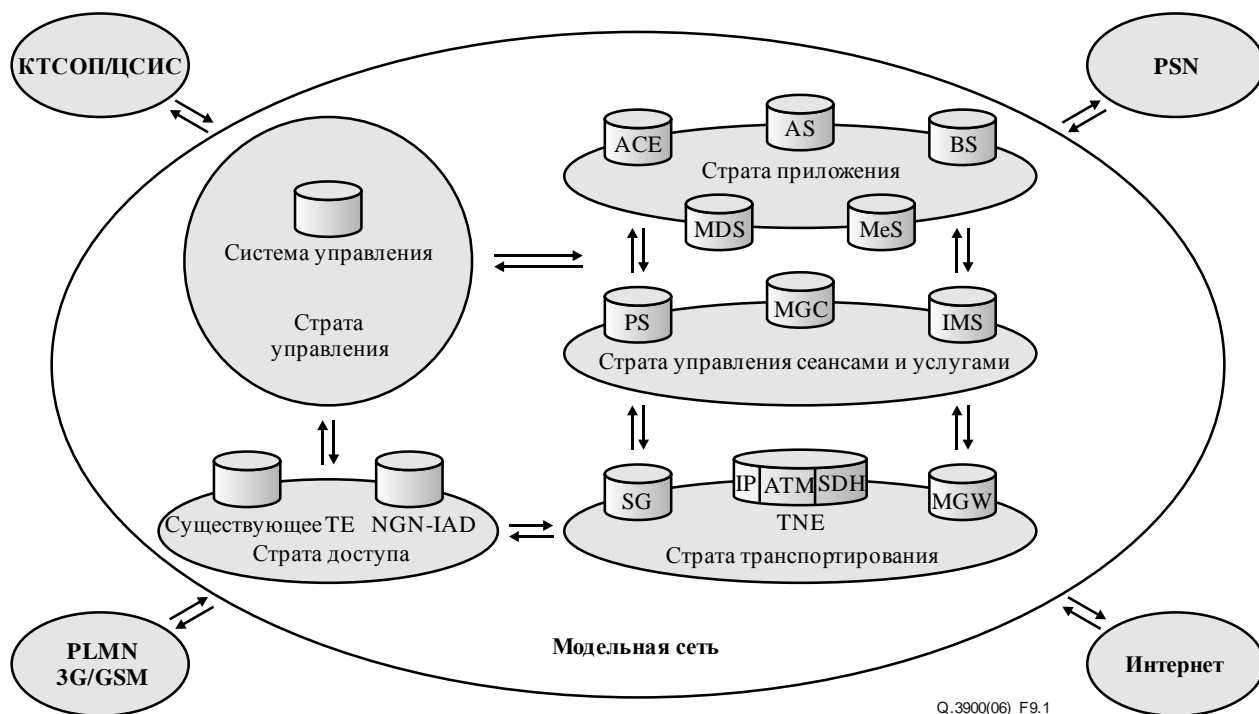 КТСОП/ЦСИС
PSN
ACE
AS
BS
Страта приложения
MDS
MeS
Система управления
Страта
управления
PS
MGC
IMS
Страта управления сеансами и услугами
Существующее TE
NGN-IAD
Страта доступа
SG
IP
ATM
SDH
MGW
TNE
Страта транспортирования
PLMN
3G/GSM
Модельная сеть
Интернет
Q.3900(06)_F9.1